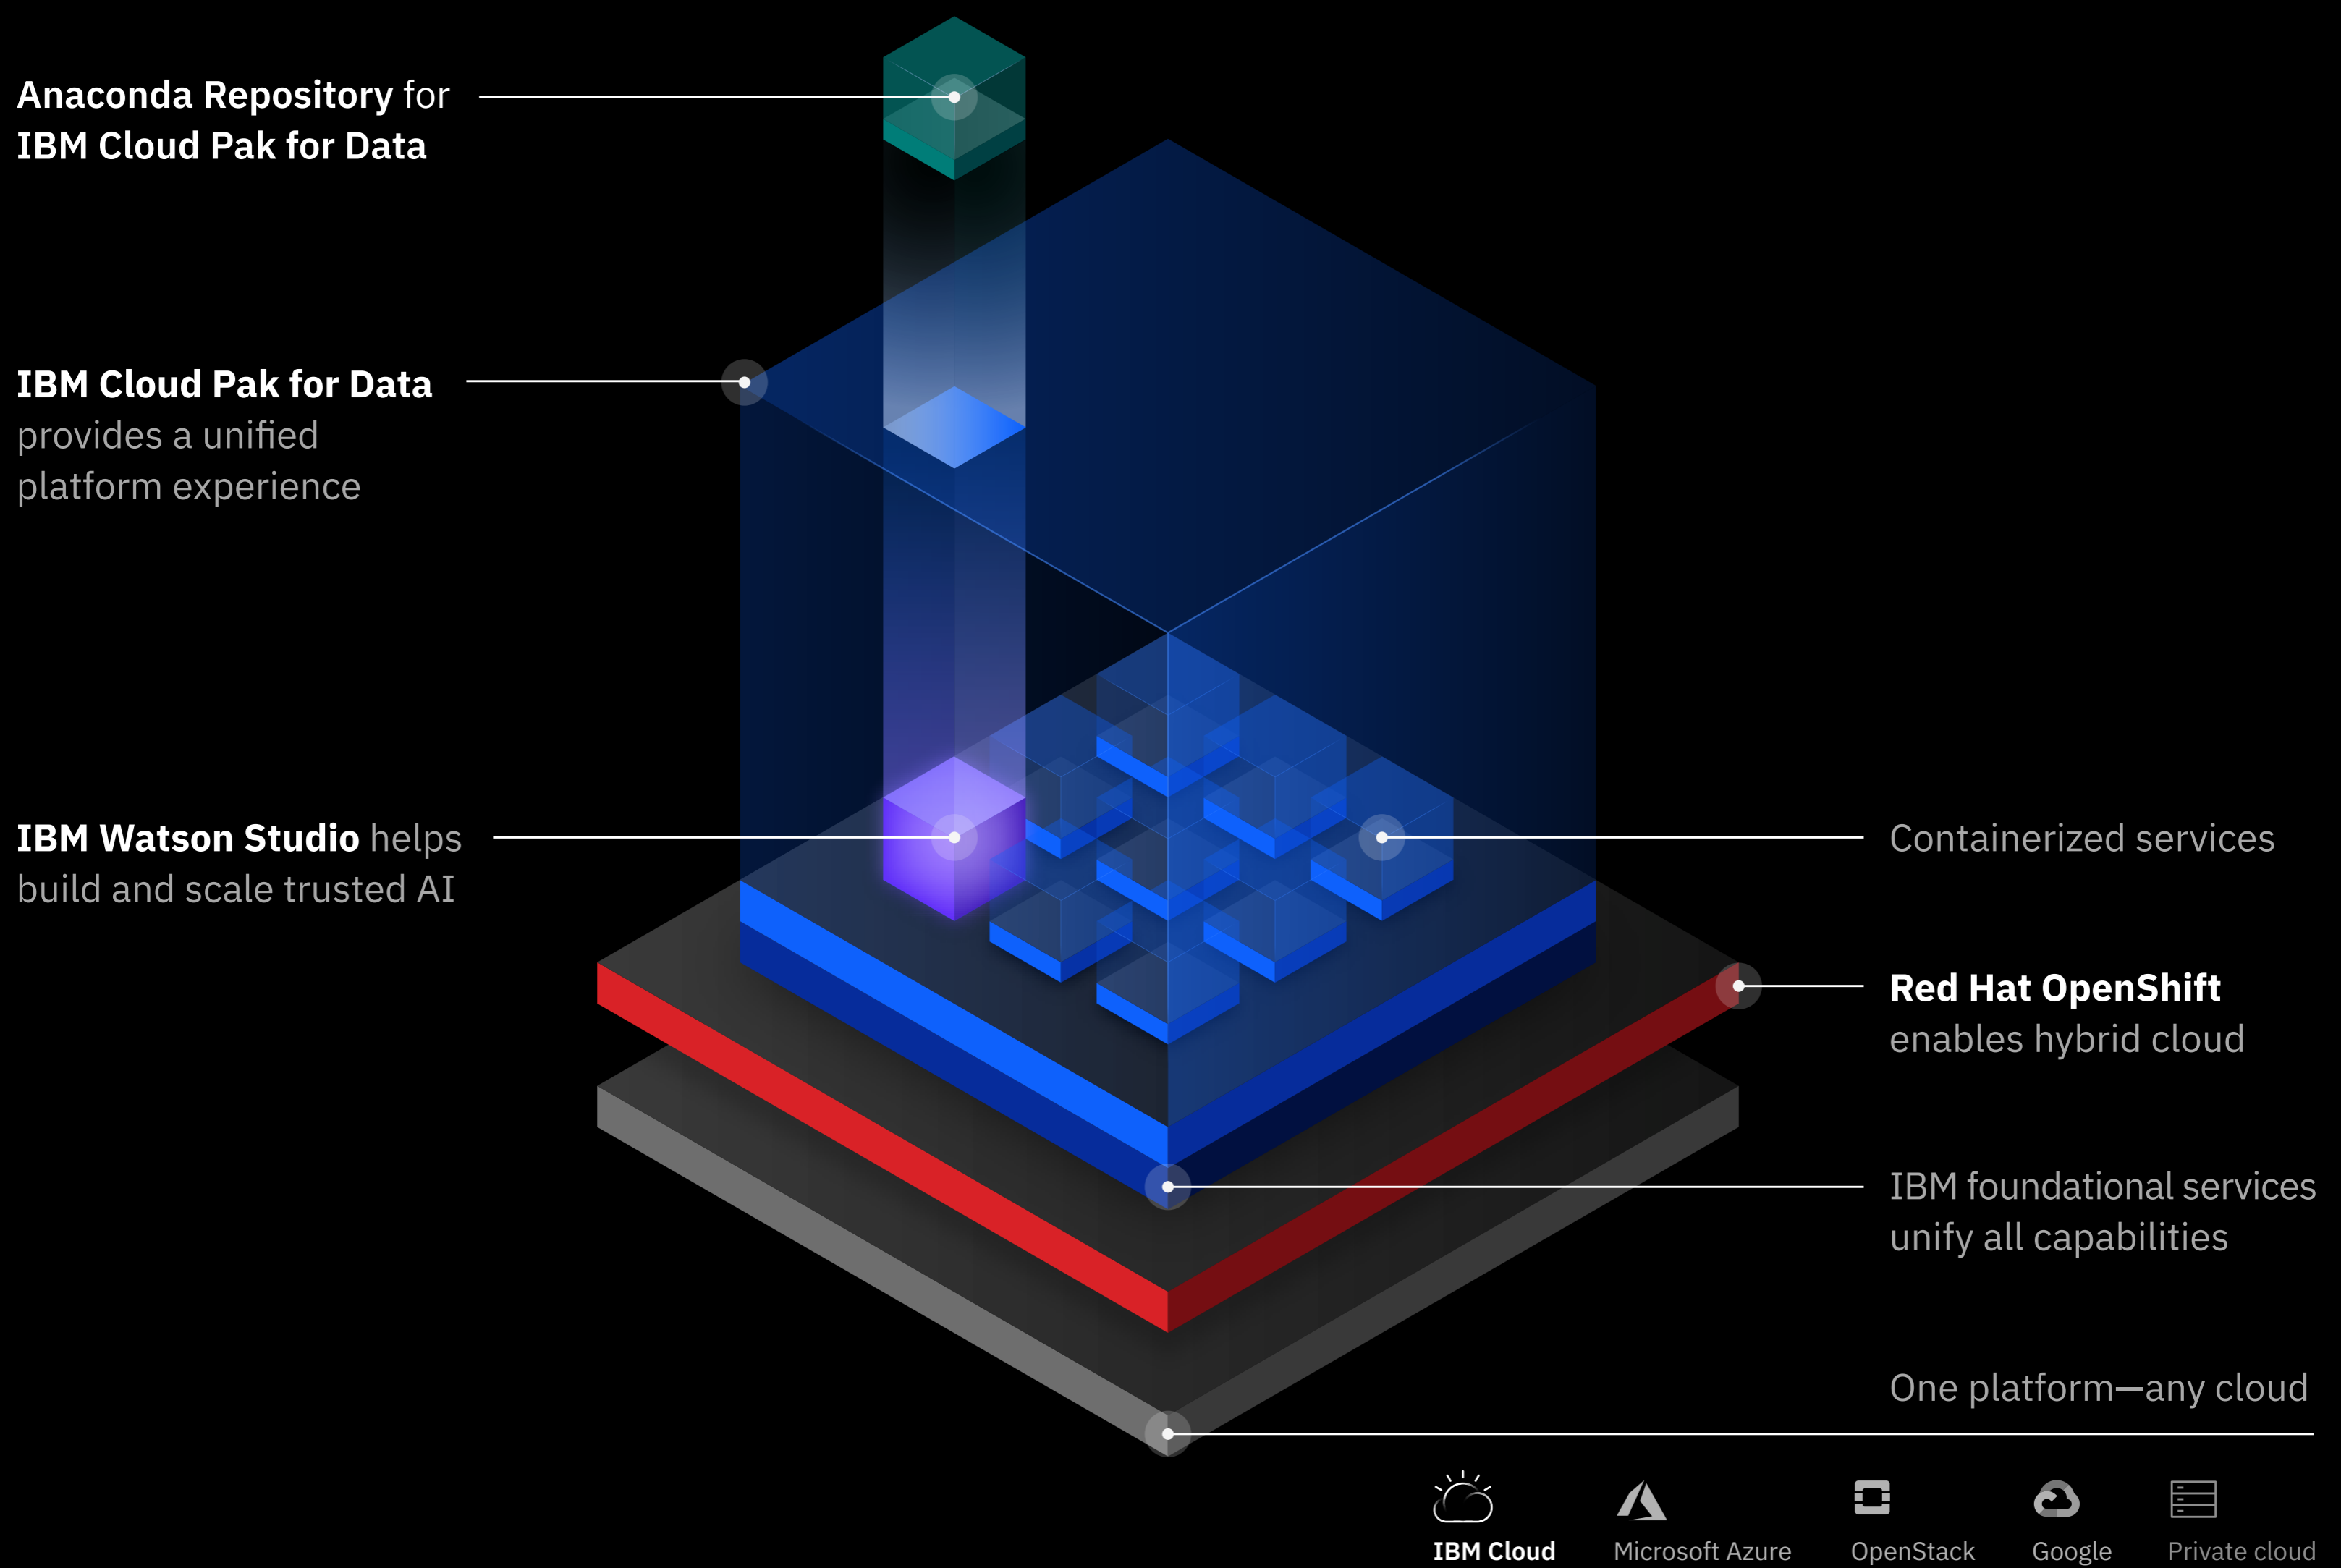 Anaconda Repository for
IBM Cloud Pak for Data
IBM Cloud Pak for Data
provides a unified
platform experience
IBM Watson Studio helps
build and scale trusted AI
Containerized services
Red Hat OpenShift
enables hybrid cloud
IBM foundational services
unify all capabilities
One platform—any cloud
IBM Cloud
Microsoft Azure
OpenStack
Google
Private cloud